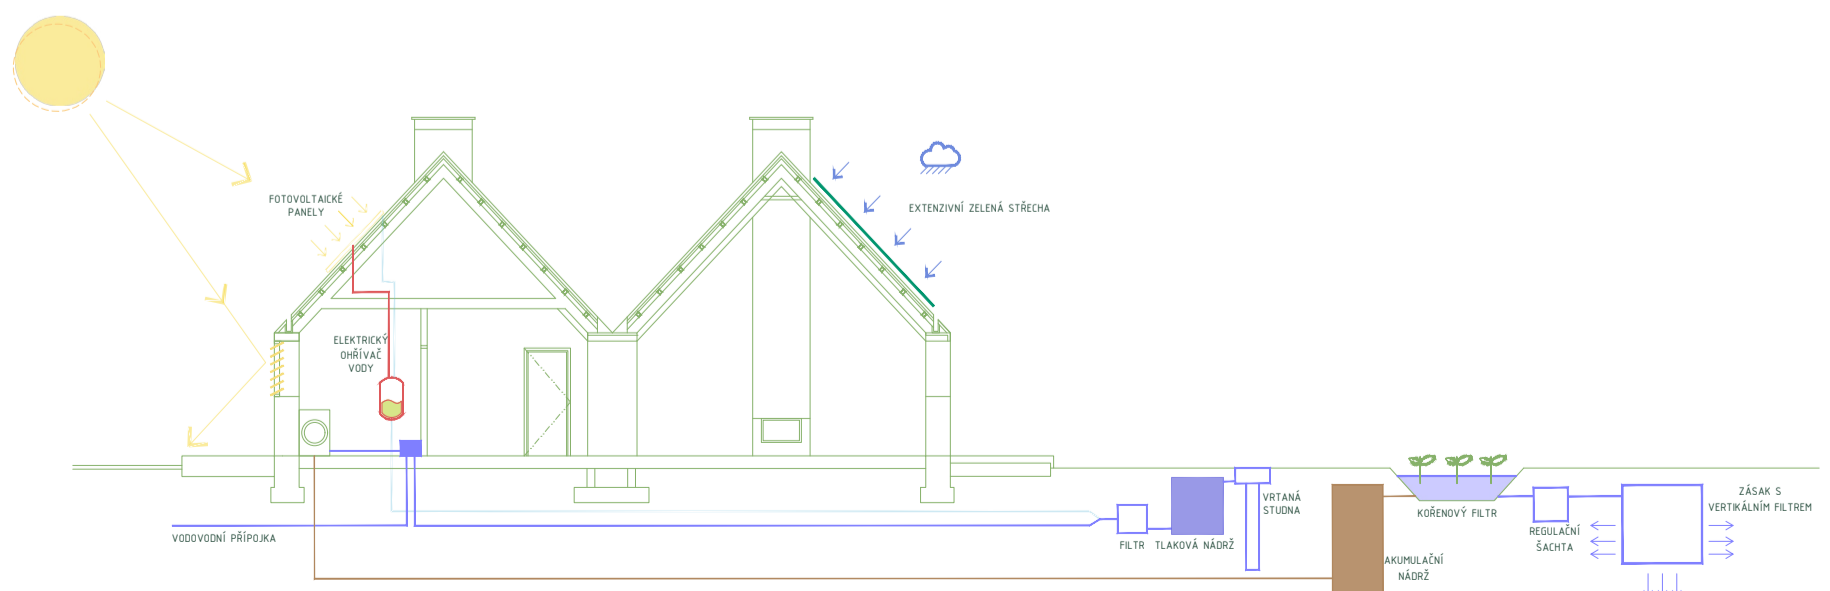 FOTOVOLTAICKÉ
PANELY
EXTENZIVNÍ ZELENÁ STŘECHA
ELEKTRICKÝ
OHŘÍVAČ
VODY
VODOVODNÍ PŘÍPOJKA
FILTR
TLAKOVÁ NÁDRŽ
VRTANÁ
STUDNA
AKUMULAČNÍ
NÁDRŽ
KOŘENOVÝ FILTR
REGULAČNÍ
ŠACHTA
ZÁSAK S
VERTIKÁLNÍM FILTREM